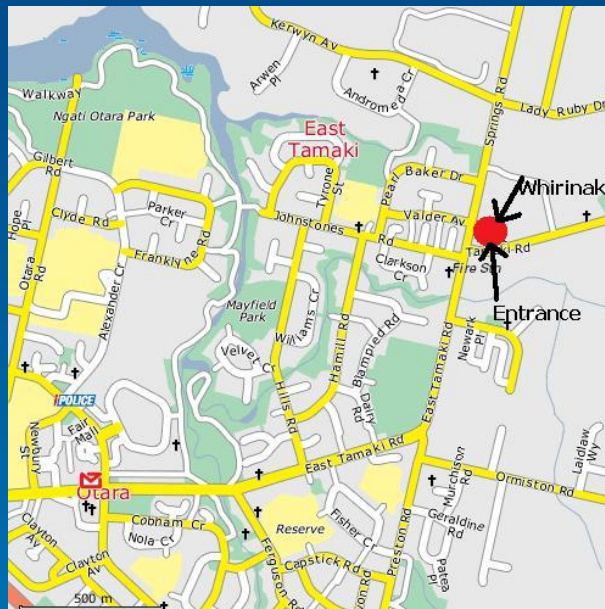 Kerwyn Av
Arwen
Pl
Andromeda Cr
Lady Ruby Dr
Springs Rd
Walkway
Ngati Otara Park
East
Tamaki
Gilbert
Rd
Tyrone
St
Pearl
Baker Dr
Whirinak
Hope
Pl
Clyde Rd
Parker
Cr
Johnstones
Rd
Valder Av
Tamaki Rd
Franklyne Rd
Clarkson
Cr
Fire Stn
Otara Rd
Alexander Cr
Mayfield
Park
Entrance
Williams Cr
Hamill Rd
Blampied Rd
Newark
Pl
Velvet Cr
Hills Rd
Dairy Rd
East Tamaki Rd
POLICE
Fair
Mall
Newbury
St
East Tamaki Rd
Laidlaw
Wy
Otara
Murchison
Ormiston Rd
Cobham Cr
Reserve
Fisher Cr
Geraldine
Rd
Clayton
Av
Nola Cr
Preston Rd
Clayton
Av
Ferguson Rd
Capstick Rd
von Rd
Patea
Pl
500 m